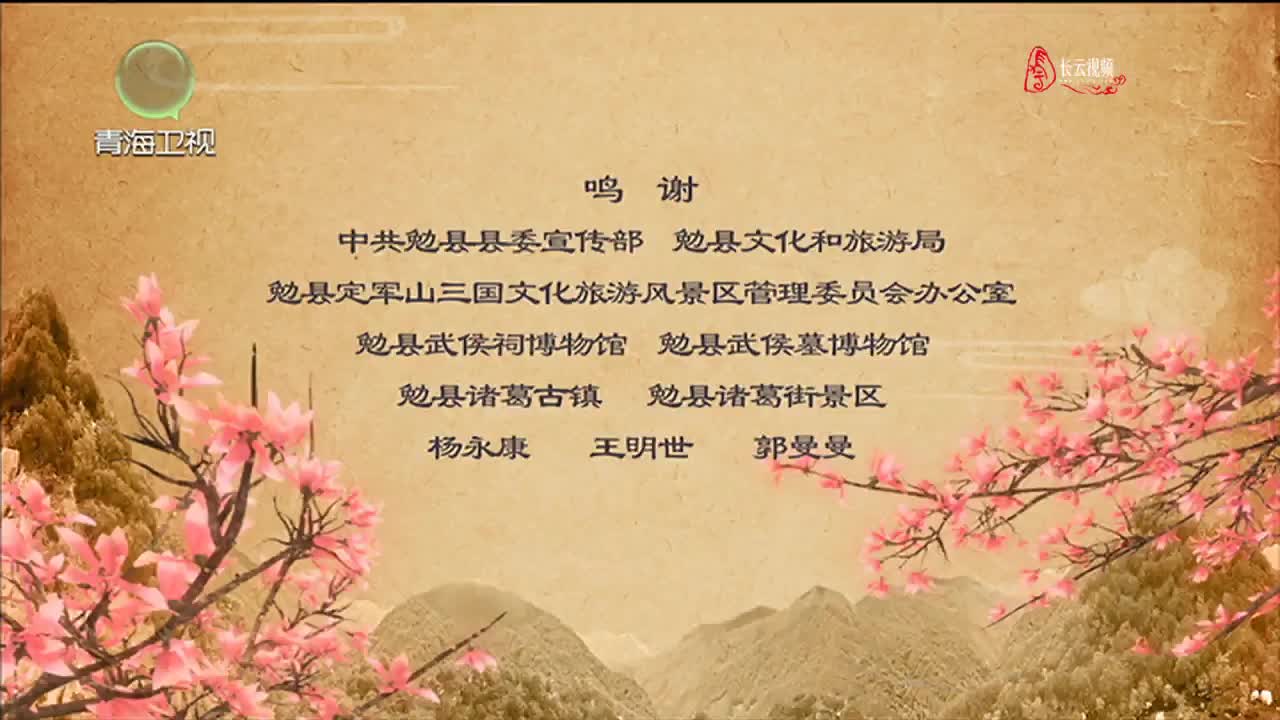 青海卫视
长云视频
鸣 谢
中共勉县县委宣传部 勉县文化和旅游局
勉县定军山三国文化旅游风景区管理委员会办公室
勉县武侯祠博物馆 勉县武侯墓博物馆
勉县诸葛古镇 勉县诸葛街景区
杨永康 王明世 郭曼曼